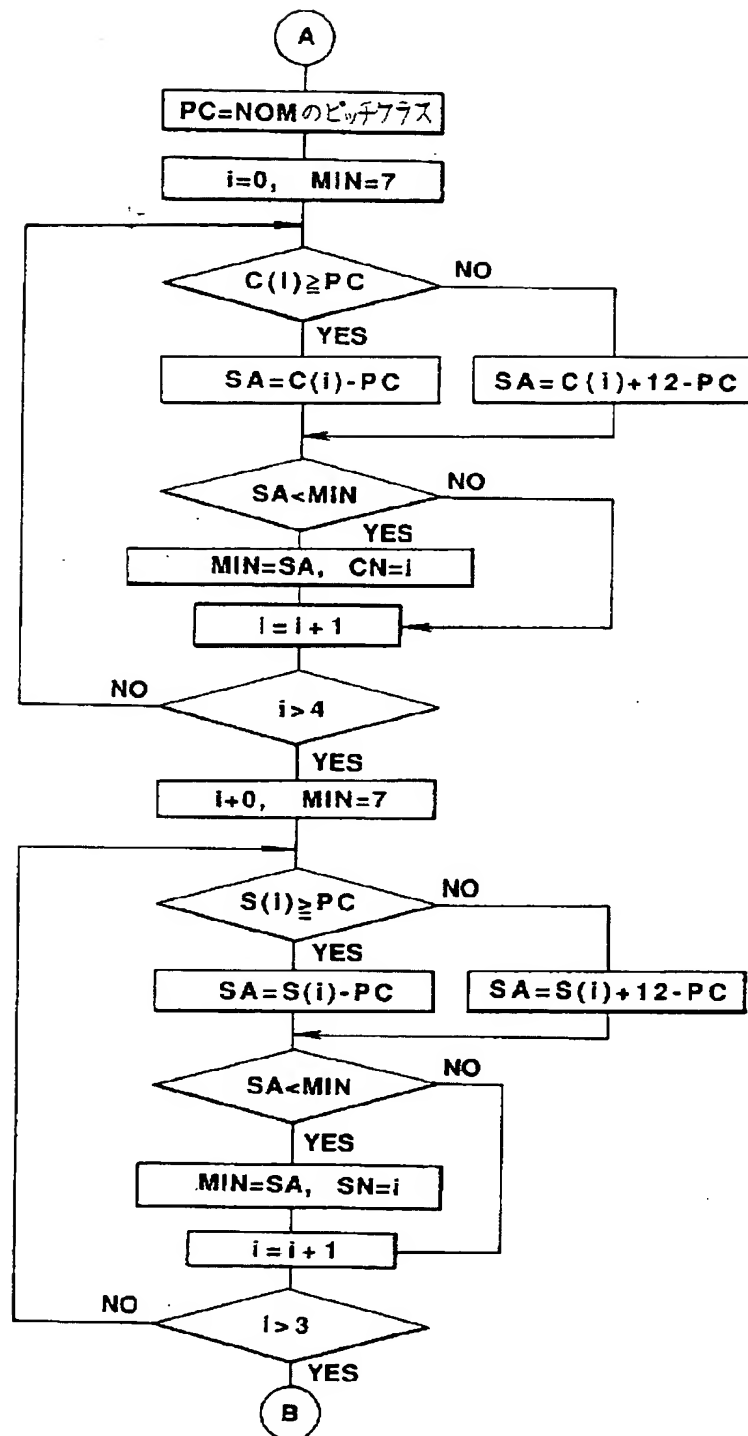 A
PC=NOMのピッチクラス
i=0, MIN=7
C(i)≧PC
NO
YES
SA=C(i)-PC
SA=C(i)+12-PC
SA<MIN
NO
YES
MIN=SA, CN=i
i=i+1
NO
i>4
YES
i+0, MIN=7
S(i)≧PC
NO
YES
SA=S(i)-PC
SA=S(i)+12-PC
SA<MIN
NO
YES
MIN=SA, SN=i
i=i+1
NO
i>3
YES
B